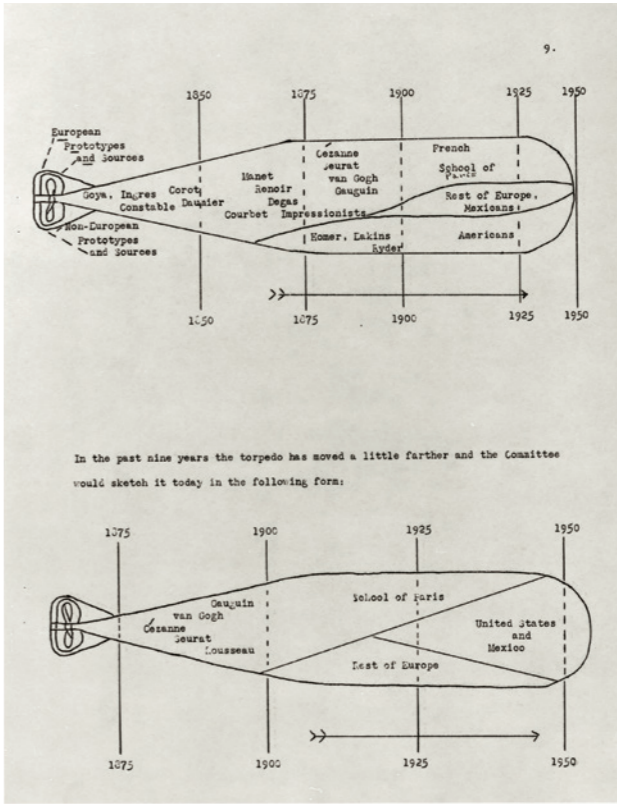 9.
1850 1875 1900 1925 1950
European
Prototypes
and Sources
Goya, Ingres
Constable
Corot
Daumier
Manet
Renoir
Degas
Courbet Impressionists
Cezanne
Seurat
van Gogh
Gauguin
French
School of
Paris
Rest of Europe,
Mexicans
Homer, Eakins
Ryder
Americans
Non-European
Prototypes
and Sources
1850 1875 1900 1925 1950
In the past nine years the torpedo has moved a little farther and the Committee
would sketch it today in the following form:
1875 1900 1925 1950
Gauguin
van Gogh
Cezanne
Seurat
Rousseau
School of Paris
United States
and
Mexico
Rest of Europe
1875 1900 1925 1950